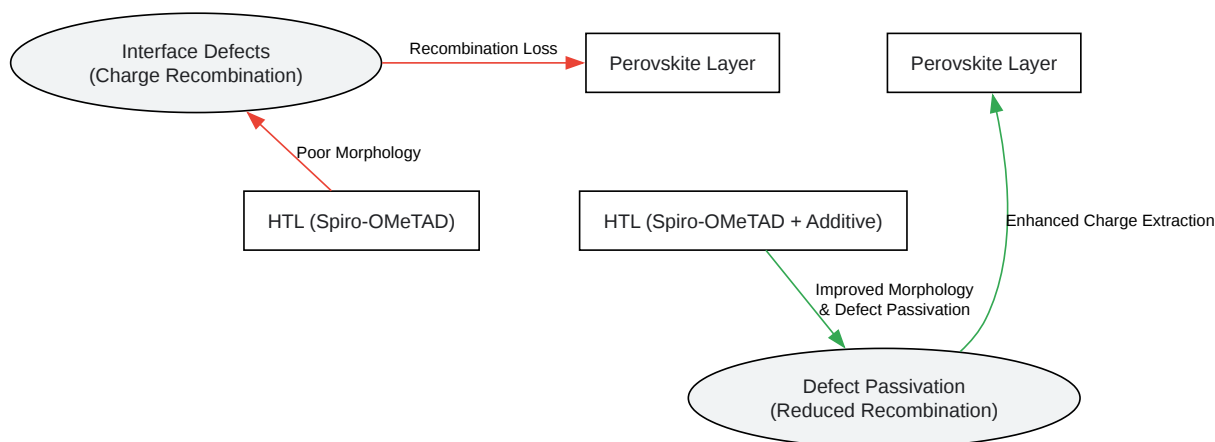 Interface Defects
(Charge Recombination)
Recombination Loss
Perovskite Layer
Perovskite Layer
Poor Morphology
HTL (Spiro-OMeTAD)
HTL (Spiro-OMeTAD + Additive)
Enhanced Charge Extraction
Improved Morphology
& Defect Passivation
Defect Passivation
(Reduced Recombination)